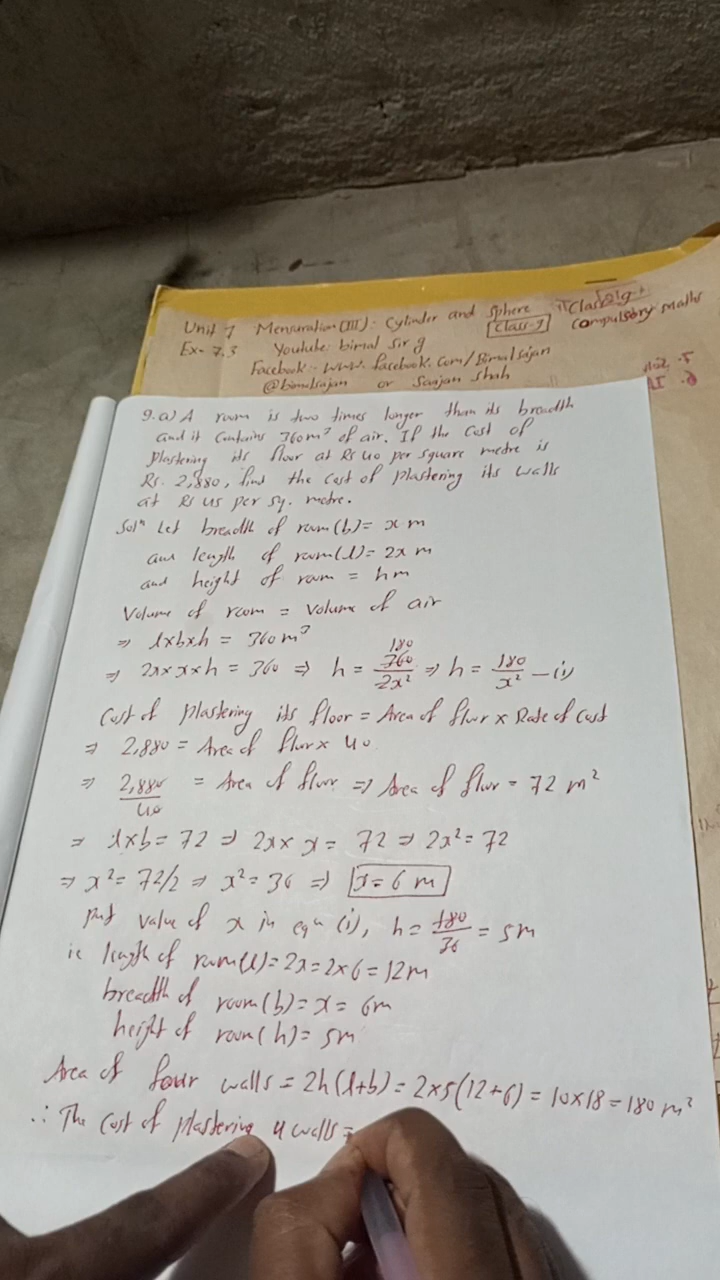 Unit 7 Mensuration (III): Cylinder and Sphere
Class-9 Compulsory maths
Ex- 7.3 Youtube: bimal Sir g
Facebook - www. facebook. Com/Bimalsajan
@bimalsajan or Sanjan Shah
9.a) A room is two times longer than its breadth
and it Contains 360m³ of air. If the Cost of
Plastering its floor at Rs 40 per square metre is
Rs. 2,880, find the cost of plastering its walls
at Rs 45 per sq. metre.
Solⁿ Let breadth of room (b) = x m
and length of room (l) = 2x m
and height of room = h m
Volume of room = Volume of air
⇒ l×b×h = 360 m³
⇒ 2x × x × h = 360 ⇒ h = 180 360/2x² ⇒ h = 180/x² — (i)
Cost of Plastering its floor = Area of floor × Rate of Cost
⇒ 2,880 = Area of floor × 40
⇒ 2,880/40 = Area of floor ⇒ Area of floor = 72 m²
⇒ l×b = 72 ⇒ 2x × x = 72 ⇒ 2x² = 72
⇒ x² = 72/2 ⇒ x² = 36 ⇒ x = 6 m
put value of x in eqn (i), h = 180/36 = 5m
ie length of room (l) = 2x = 2×6 = 12m
breadth of room (b) = x = 6m
height of room (h) = 5m
Area of four walls = 2h(l+b) = 2×5(12+6) = 10×18 = 180 m²
∴ The Cost of plastering 4 walls =